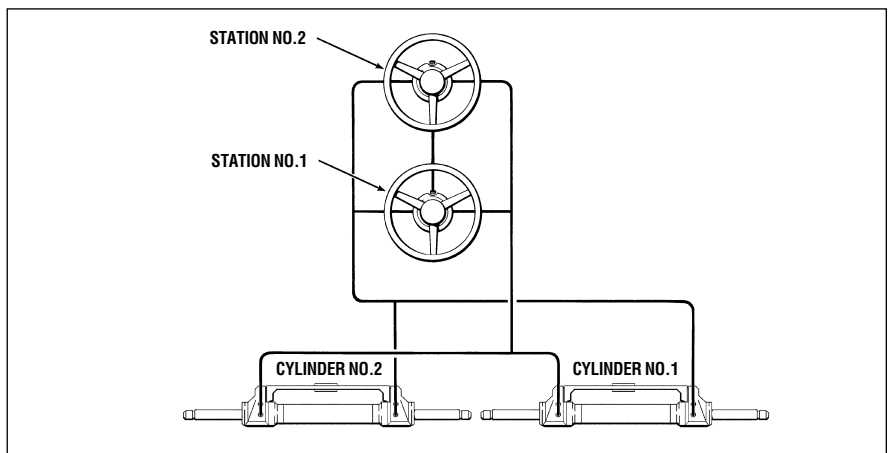 STATION NO.2
STATION NO.1
CYLINDER NO.2
CYLINDER NO.1